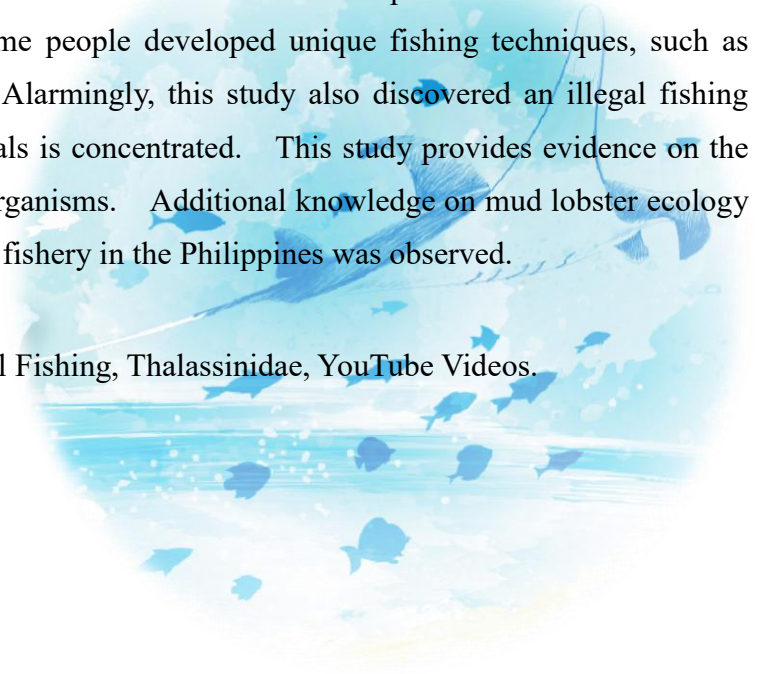 me people developed unique fishing techniques, such as
Alarmingly, this study also discovered an illegal fishing
als is concentrated. This study provides evidence on the
rganisms. Additional knowledge on mud lobster ecology
fishery in the Philippines was observed.
l Fishing, Thalassinidae, YouTube Videos.